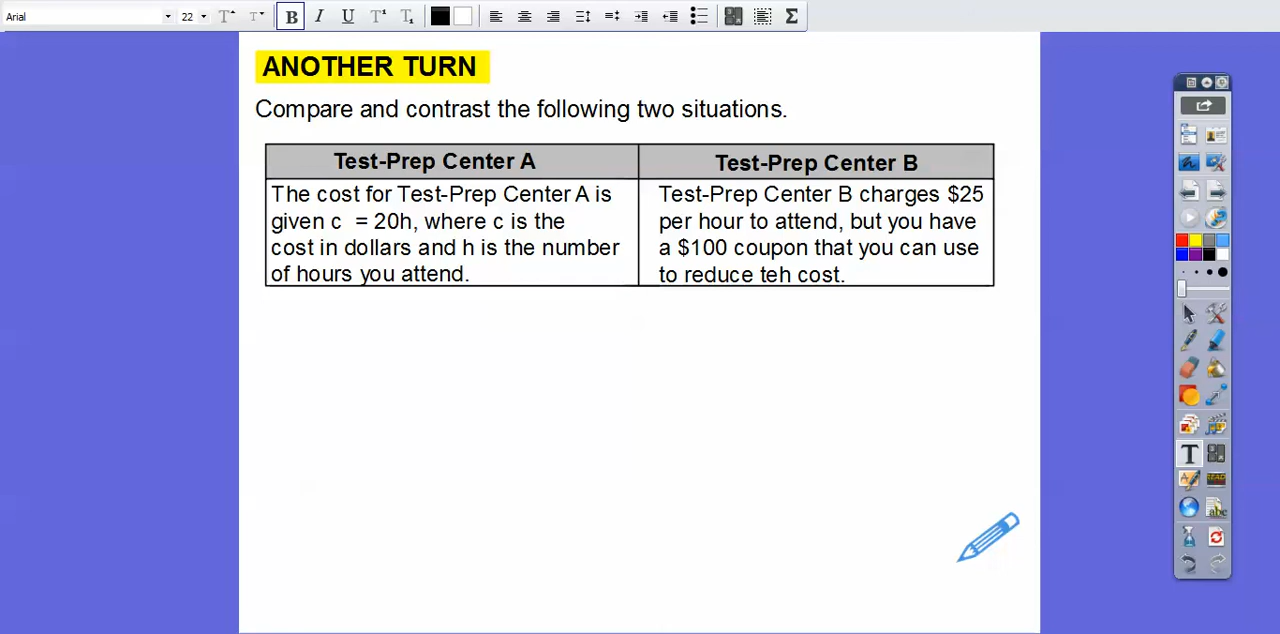 Arial 22 B I U T T Σ
ANOTHER TURN
Compare and contrast the following two situations.
Test-Prep Center A
Test-Prep Center B
The cost for Test-Prep Center A is
given c = 20h, where c is the
cost in dollars and h is the number
of hours you attend.
Test-Prep Center B charges $25
per hour to attend, but you have
a $100 coupon that you can use
to reduce teh cost.
T
abc